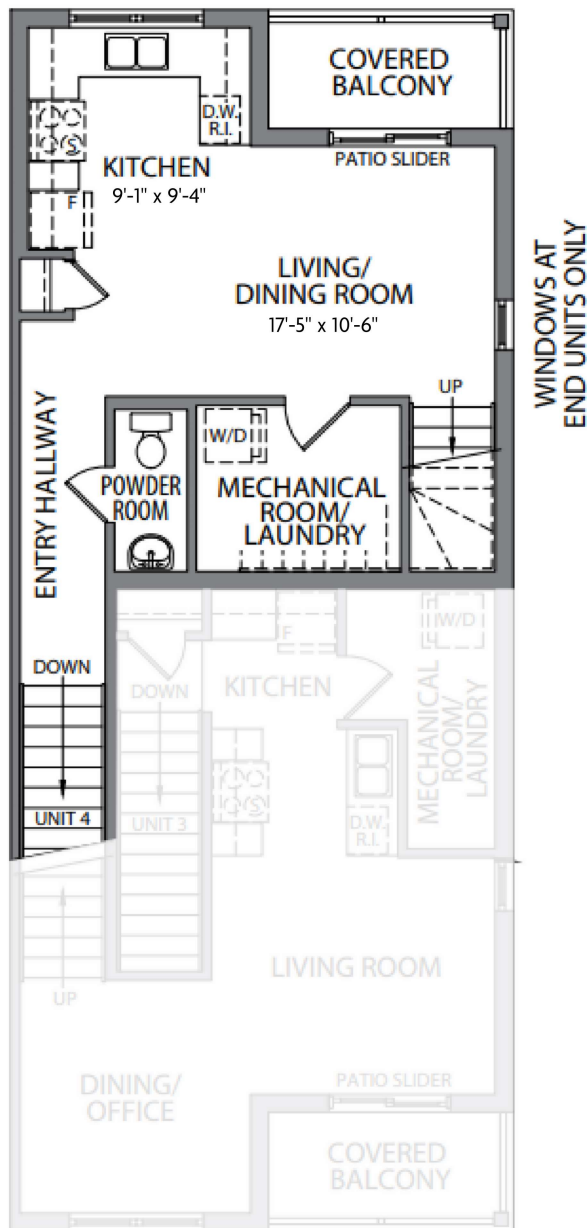 COVERED
BALCONY
D.W.
R.I.
S
KITCHEN
9'-1" x 9'-4"
PATIO SLIDER
F
LIVING/
DINING ROOM
17'-5" x 10'-6"
WINDOWS AT
END UNITS ONLY
UP
W/D
POWDER
ROOM
MECHANICAL
ROOM/
LAUNDRY
ENTRY HALLWAY
DOWN
UNIT 4
F
W/D
KITCHEN
DOWN
MECHANICAL
ROOM/
LAUNDRY
S
D.W.
R.I.
UNIT 3
LIVING ROOM
UP
DINING/
OFFICE
PATIO SLIDER
COVERED
BALCONY